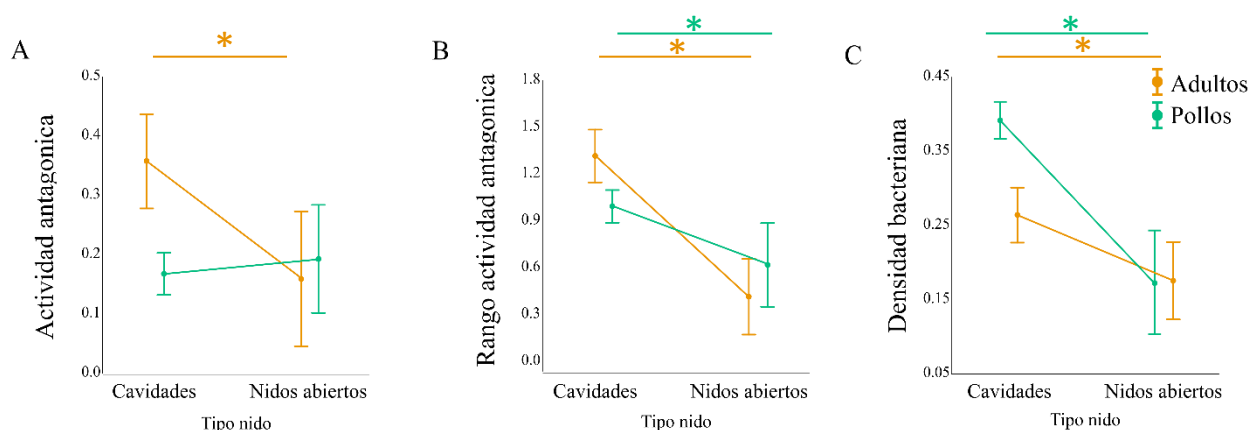 A
*
Actividad antagonica
0.5
0.4
0.3
0.2
0.1
0.0
Cavidades
Nidos abiertos
Tipo nido
B
*
*
Rango actividad antagonica
1.8
1.5
1.2
0.9
0.6
0.3
0.0
Cavidades
Nidos abiertos
Tipo nido
C
*
*
Densidad bacteriana
0.45
0.35
0.25
0.15
0.05
Cavidades
Nidos abiertos
Tipo nido
Adultos
Pollos